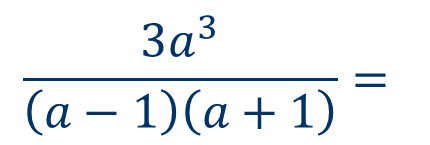 3a³
(a − 1)(a + 1) =